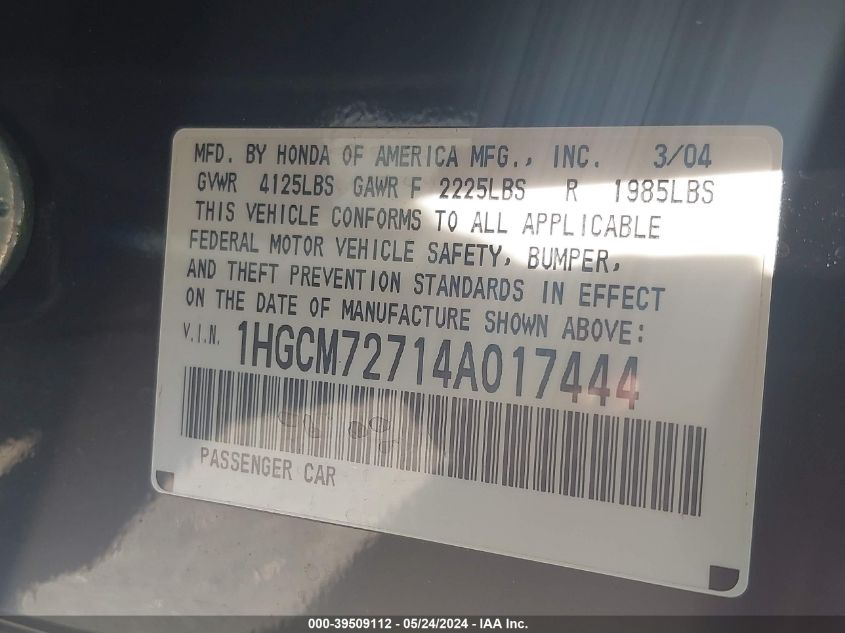 MFD. BY HONDA OF AMERICA MFG., INC. 3/04
GVWR 4125LBS GAWR F 2225LBS R 1985LBS
THIS VEHICLE CONFORMS TO ALL APPLICABLE
FEDERAL MOTOR VEHICLE SAFETY, BUMPER,
AND THEFT PREVENTION STANDARDS IN EFFECT
ON THE DATE OF MANUFACTURE SHOWN ABOVE:
V.I.N. 1HGCM72714A017444
PASSENGER CAR
000-39509112 - 05/24/2024 - IAA Inc.